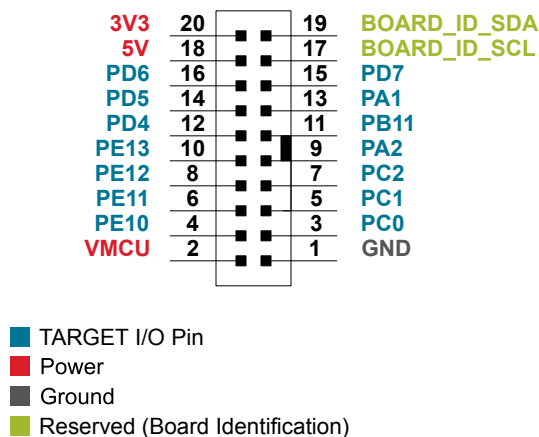 3V3 20 19 BOARD_ID_SDA
5V 18 17 BOARD_ID_SCL
PD6 16 15 PD7
PD5 14 13 PA1
PD4 12 11 PB11
PE13 10 9 PA2
PE12 8 7 PC2
PE11 6 5 PC1
PE10 4 3 PC0
VMCU 2 1 GND
TARGET I/O Pin
Power
Ground
Reserved (Board Identification)